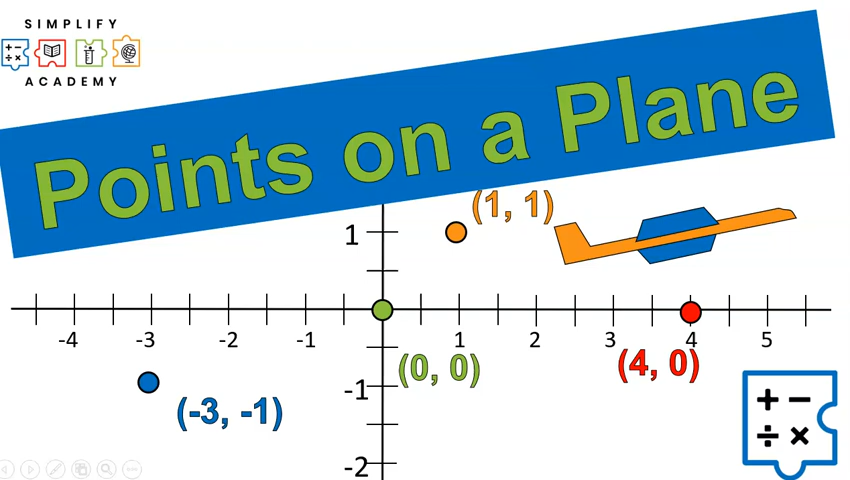 SIMPLIFY
+ −
÷ ×
ACADEMY
Points on a Plane
(1, 1)
1
-4 -3 -2 -1 1 2 3 4 5
(0, 0)
(4, 0)
-1
(-3, -1)
+ −
÷ ×
-2